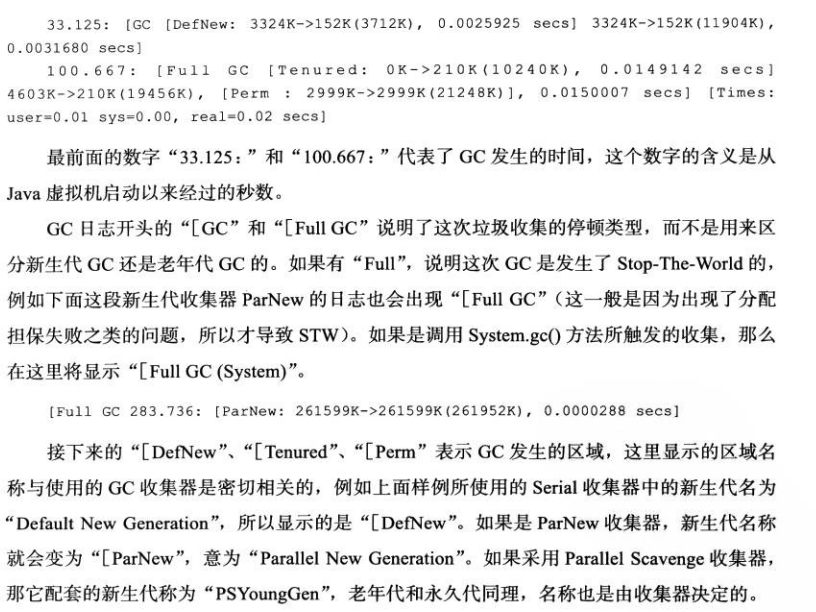 33.125: [GC [DefNew: 3324K->152K(3712K), 0.0025925 secs] 3324K->152K(11904K),
0.0031680 secs]
100.667: [Full GC [Tenured: 0K->210K(10240K), 0.0149142 secs]
4603K->210K(19456K), [Perm : 2999K->2999K(21248K)], 0.0150007 secs] [Times:
user=0.01 sys=0.00, real=0.02 secs]
最前面的数字“33.125：”和“100.667：”代表了 GC 发生的时间，这个数字的含义是从
Java 虚拟机启动以来经过的秒数。
GC 日志开头的“[GC”和“[Full GC”说明了这次垃圾收集的停顿类型，而不是用来区
分新生代 GC 还是老年代 GC 的。如果有“Full”，说明这次 GC 是发生了 Stop-The-World 的，
例如下面这段新生代收集器 ParNew 的日志也会出现“[Full GC”（这一般是因为出现了分配
担保失败之类的问题，所以才导致 STW）。如果是调用 System.gc() 方法所触发的收集，那么
在这里将显示“[Full GC (System)”。
[Full GC 283.736: [ParNew: 261599K->261599K(261952K), 0.0000288 secs]
接下来的“[DefNew”、“[Tenured”、“[Perm”表示 GC 发生的区域，这里显示的区域名
称与使用的 GC 收集器是密切相关的，例如上面样例所使用的 Serial 收集器中的新生代名为
“Default New Generation”，所以显示的是“[DefNew”。如果是 ParNew 收集器，新生代名称
就会变为“[ParNew”，意为“Parallel New Generation”。如果采用 Parallel Scavenge 收集器，
那它配套的新生代称为“PSYoungGen”，老年代和永久代同理，名称也是由收集器决定的。